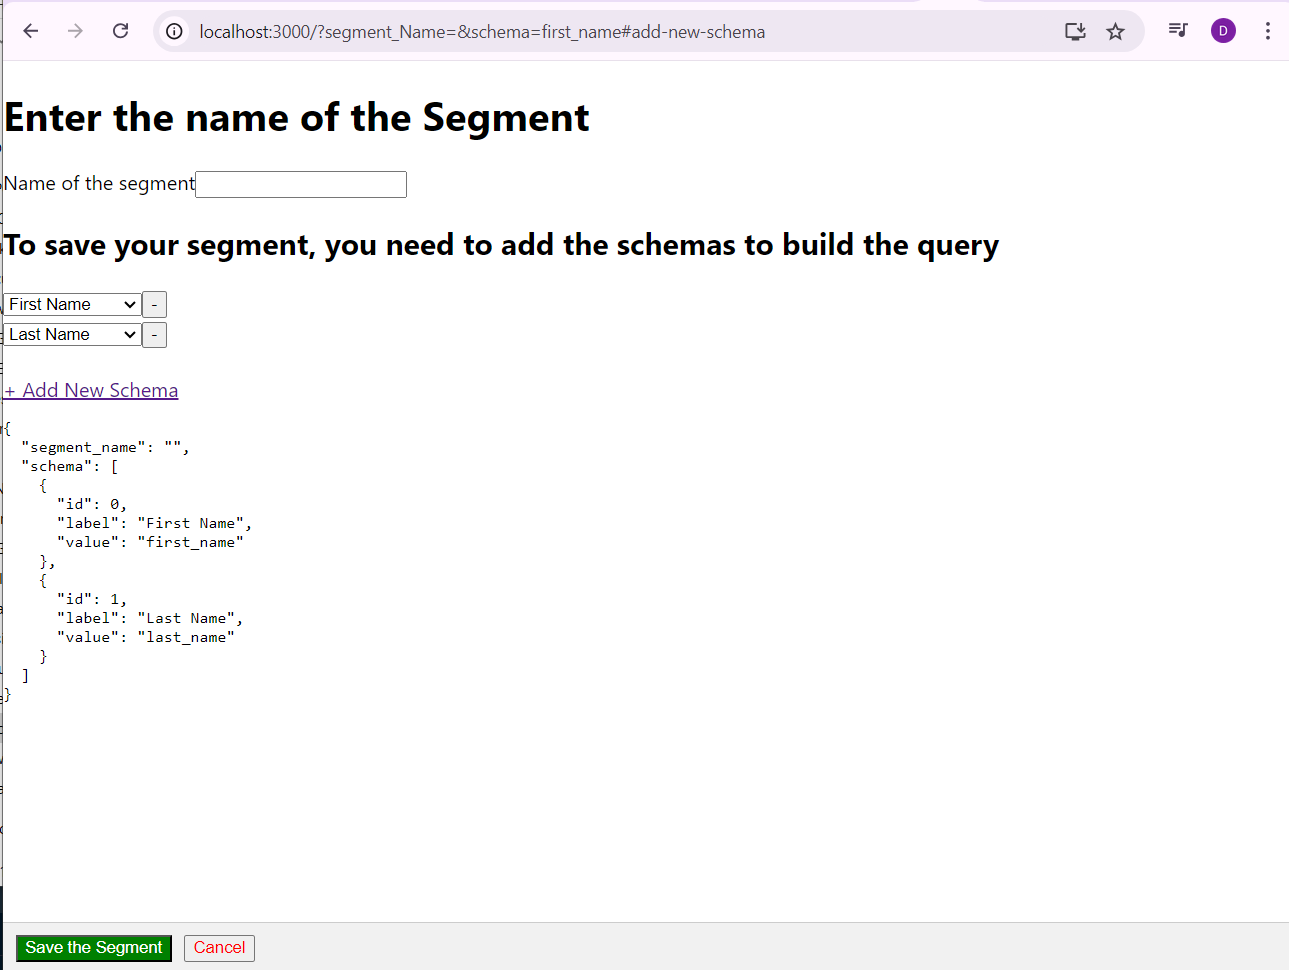 localhost:3000/?segment_Name=&schema=first_name#add-new-schema
D
Enter the name of the Segment
Name of the segment
To save your segment, you need to add the schemas to build the query
First Name -
Last Name -
+ Add New Schema
{
  "segment_name": "",
  "schema": [
    {
      "id": 0,
      "label": "First Name",
      "value": "first_name"
    },
    {
      "id": 1,
      "label": "Last Name",
      "value": "last_name"
    }
  ]
}
Save the Segment Cancel